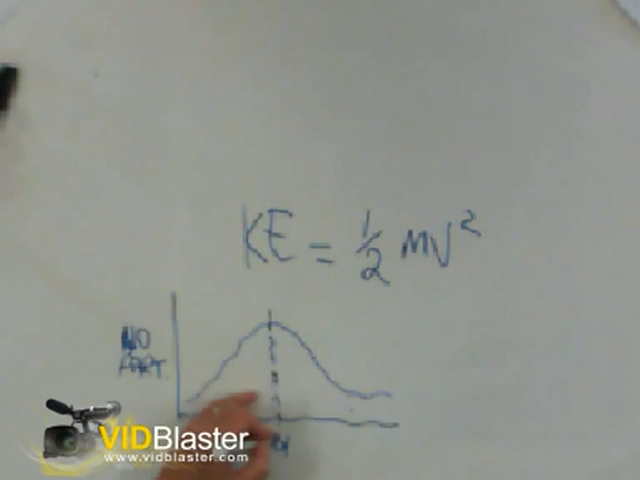 KE = ½ MV²
NO
PART.
VIDBlaster
www.vidblaster.com